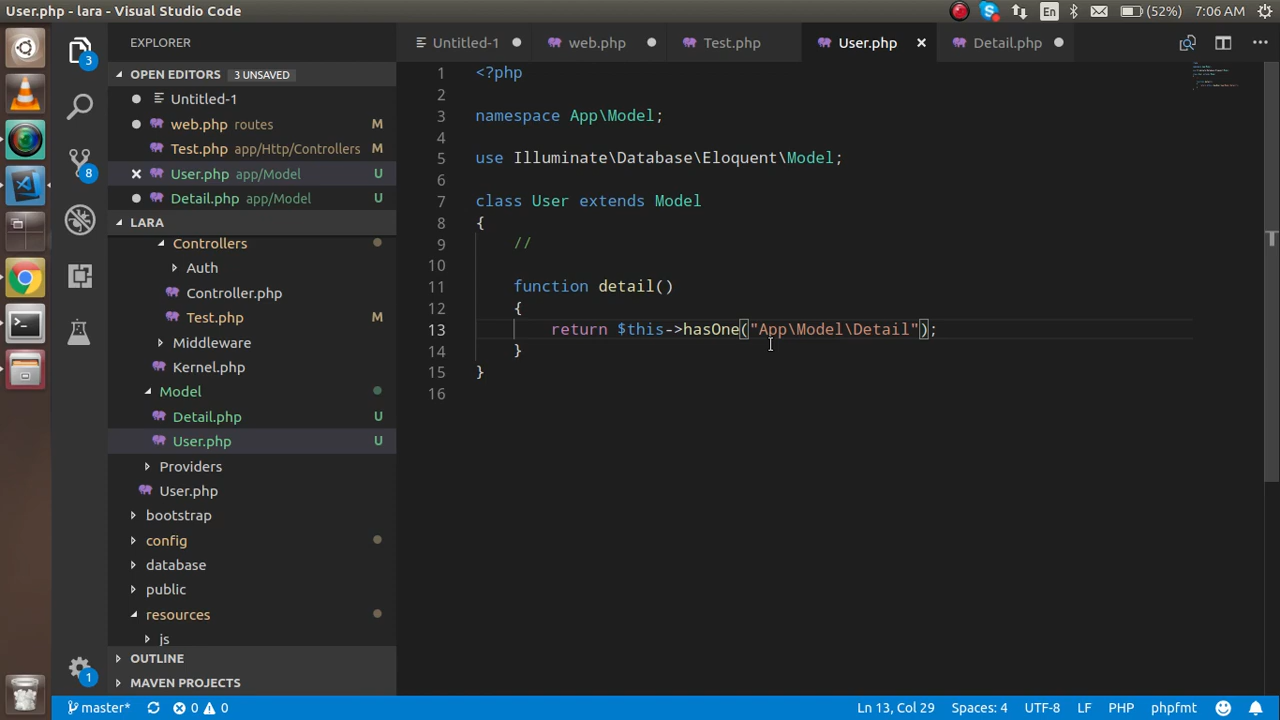 User.php - lara - Visual Studio Code
En (52%) 7:06 AM
EXPLORER
Untitled-1 web.php Test.php User.php Detail.php
OPEN EDITORS 3 UNSAVED
Untitled-1
web.php routes M
Test.php app/Http/Controllers M
User.php app/Model U
Detail.php app/Model U
LARA
Controllers
Auth
Controller.php
Test.php M
Middleware
Kernel.php
Model
Detail.php U
User.php U
Providers
User.php
bootstrap
config
database
public
resources
js
OUTLINE
MAVEN PROJECTS
3
8
1
1 <?php
2
3 namespace App\Model;
4
5 use Illuminate\Database\Eloquent\Model;
6
7 class User extends Model
8 {
9 //
10
11 function detail()
12 {
13 return $this->hasOne("App\Model\Detail");
14 }
15 }
16
master* 0 0 Ln 13, Col 29 Spaces: 4 UTF-8 LF PHP phpfmt